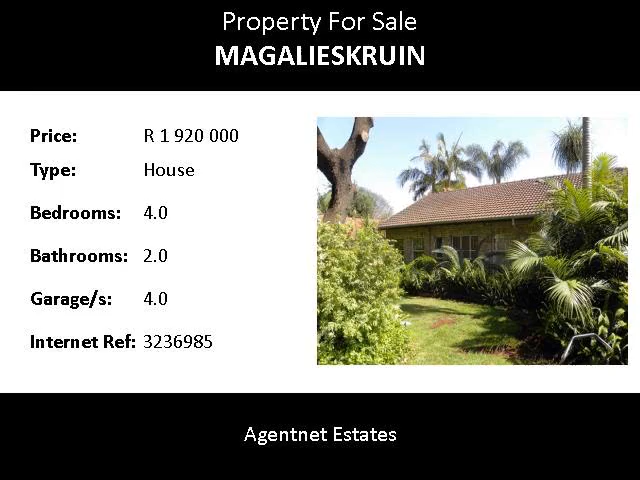 Property For Sale
MAGALIESKRUIN
Price: R 1 920 000
Type: House
Bedrooms: 4.0
Bathrooms: 2.0
Garage/s: 4.0
Internet Ref: 3236985
Agentnet Estates